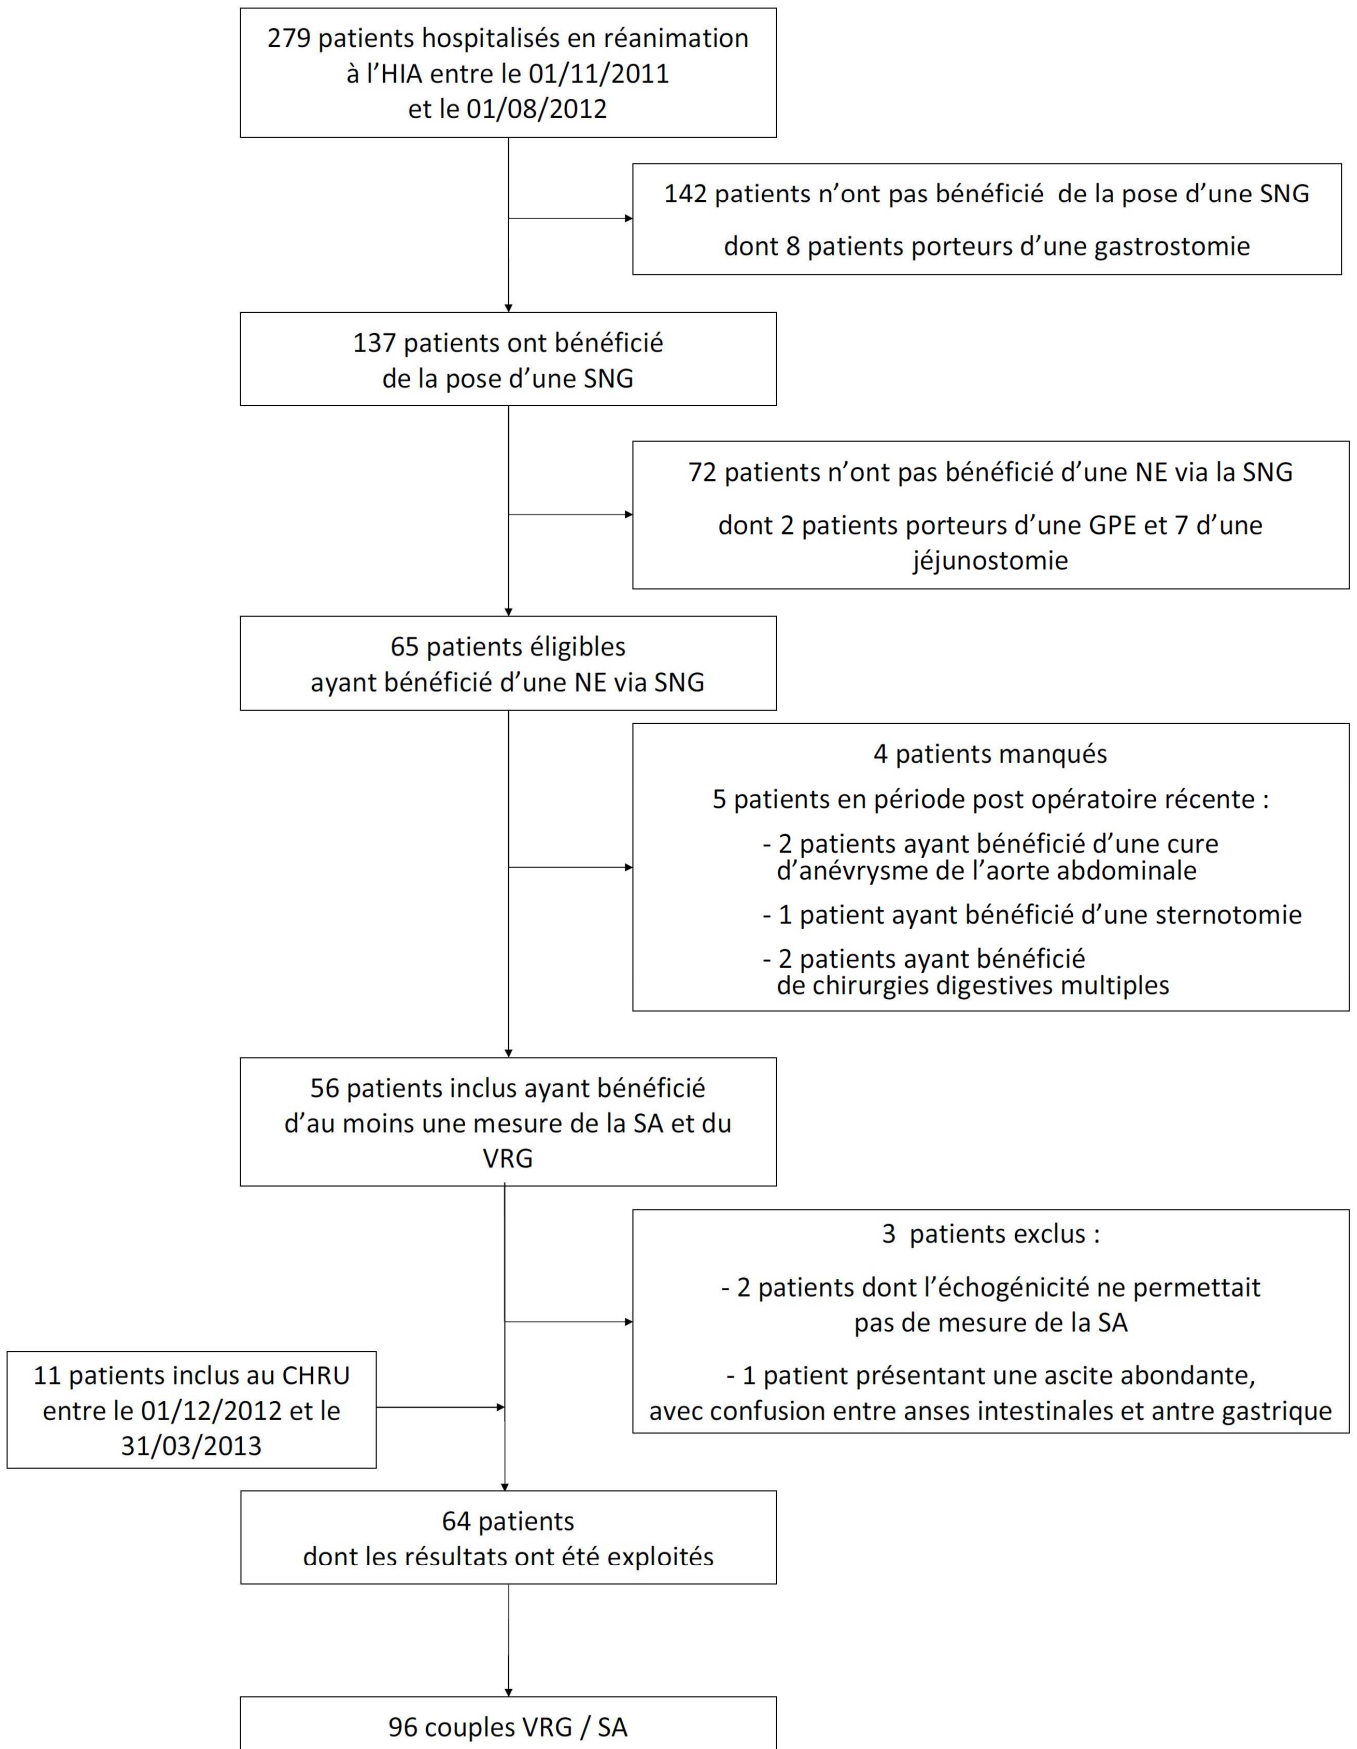 279 patients hospitalisés en réanimation
à l’HIA entre le 01/11/2011
et le 01/08/2012
142 patients n’ont pas bénéficié de la pose d’une SNG
dont 8 patients porteurs d’une gastrostomie
137 patients ont bénéficié
de la pose d’une SNG
72 patients n’ont pas bénéficié d’une NE via la SNG
dont 2 patients porteurs d’une GPE et 7 d’une
jéjunostomie
65 patients éligibles
ayant bénéficié d’une NE via SNG
4 patients manqués
5 patients en période post opératoire récente :
- 2 patients ayant bénéficié d’une cure
d’anévrysme de l’aorte abdominale
- 1 patient ayant bénéficié d’une sternotomie
- 2 patients ayant bénéficié
de chirurgies digestives multiples
56 patients inclus ayant bénéficié
d’au moins une mesure de la SA et du
VRG
3 patients exclus :
- 2 patients dont l’échogénicité ne permettait
pas de mesure de la SA
- 1 patient présentant une ascite abondante,
avec confusion entre anses intestinales et antre gastrique
11 patients inclus au CHRU
entre le 01/12/2012 et le
31/03/2013
64 patients
dont les résultats ont été exploités
96 couples VRG / SA